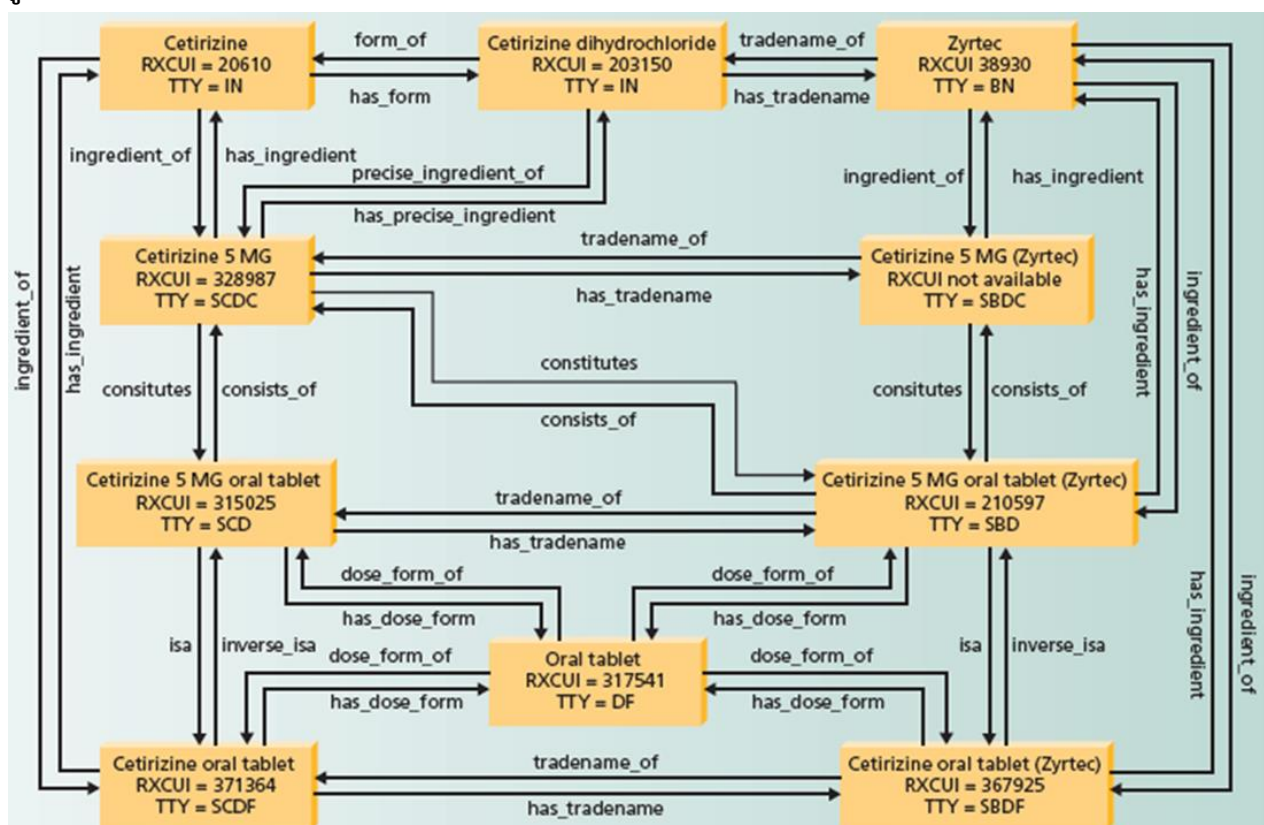 Cetirizine
RXCUI = 20610
TTY = IN
form_of
has_form
Cetirizine dihydrochloride
RXCUI = 203150
TTY = IN
tradename_of
has_tradename
Zyrtec
RXCUI 38930
TTY = BN
ingredient_of
has_ingredient
precise_ingredient_of
has_precise_ingredient
ingredient_of
has_ingredient
Cetirizine 5 MG
RXCUI = 328987
TTY = SCDC
tradename_of
has_tradename
Cetirizine 5 MG (Zyrtec)
RXCUI not available
TTY = SBDC
ingredient_of
has_ingredient
has_ingredient
ingredient_of
consitutes
consists_of
constitutes
consists_of
consitutes
consists_of
Cetirizine 5 MG oral tablet
RXCUI = 315025
TTY = SCD
tradename_of
has_tradename
Cetirizine 5 MG oral tablet (Zyrtec)
RXCUI = 210597
TTY = SBD
dose_form_of
has_dose_form
dose_form_of
has_dose_form
isa
inverse_isa
dose_form_of
has_dose_form
Oral tablet
RXCUI = 317541
TTY = DF
dose_form_of
has_dose_form
isa
inverse_isa
has_ingredient
ingredient_of
Cetirizine oral tablet
RXCUI = 371364
TTY = SCDF
tradename_of
has_tradename
Cetirizine oral tablet (Zyrtec)
RXCUI = 367925
TTY = SBDF